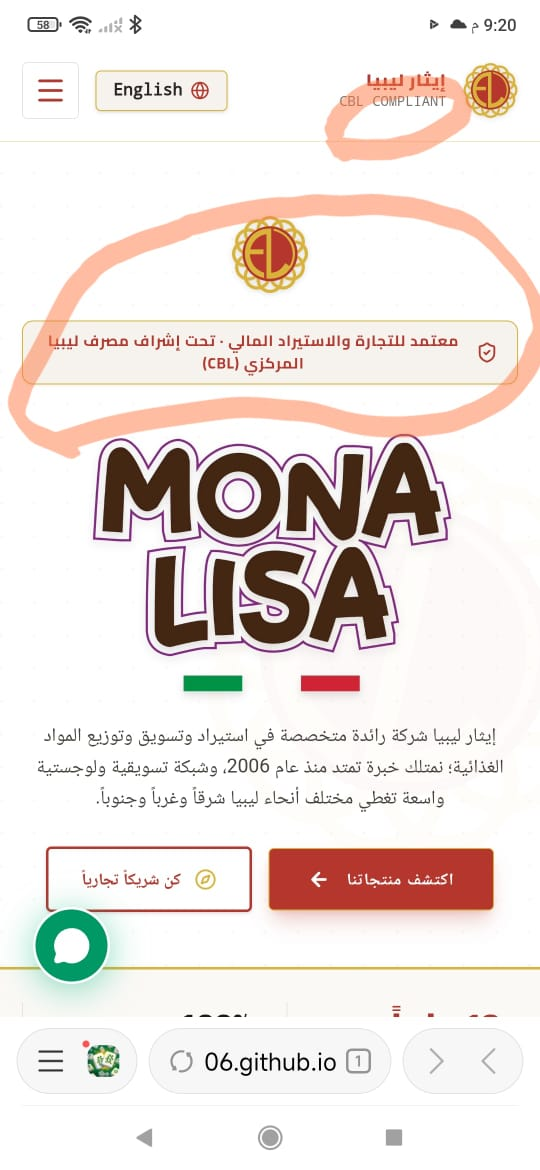 58
9:20 م
English
إيثار ليبيا
CBL COMPLIANT
معتمد للتجارة والاستيراد المالي · تحت إشراف مصرف ليبيا
المركزي (CBL)
MONA
LISA
إيثار ليبيا شركة رائدة متخصصة في استيراد وتسويق وتوزيع المواد
الغذائية؛ نمتلك خبرة تمتد منذ عام 2006، وشبكة تسويقية ولوجستية
واسعة تغطي مختلف أنحاء ليبيا شرقاً وغرباً وجنوباً.
اكتشف منتجاتنا
كن شريكاً تجارياً
06.github.io
1